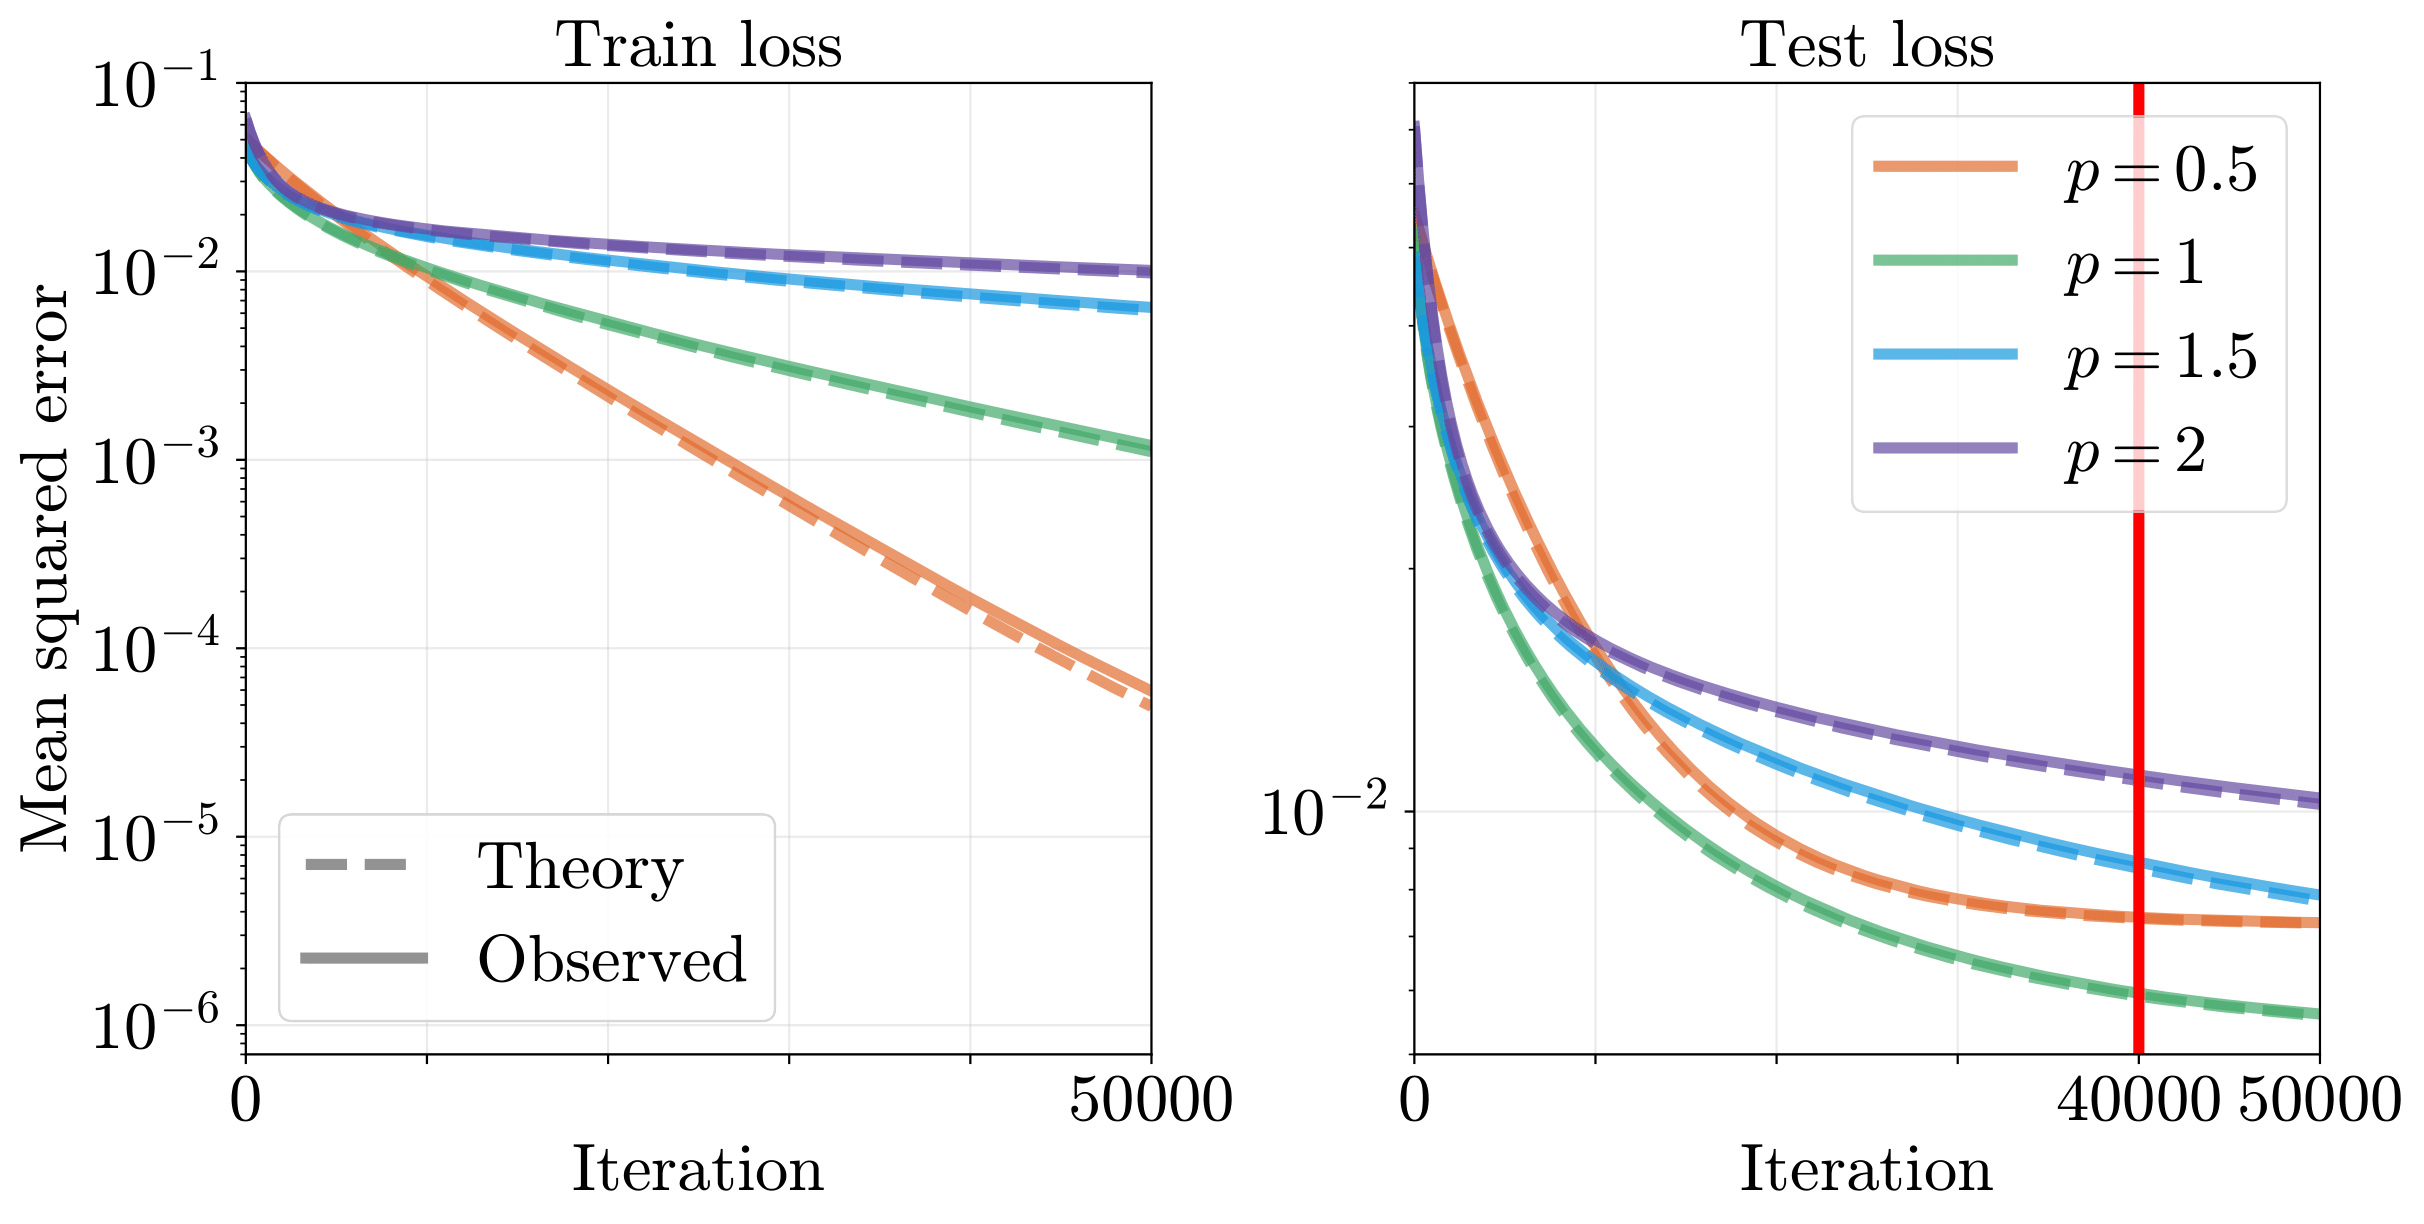 Train loss
Mean squared error
10⁻¹
10⁻²
10⁻³
10⁻⁴
10⁻⁵
10⁻⁶
Theory
Observed
0
50000
Iteration
Test loss
p = 0.5
p = 1
p = 1.5
p = 2
10⁻²
0
40000
50000
Iteration